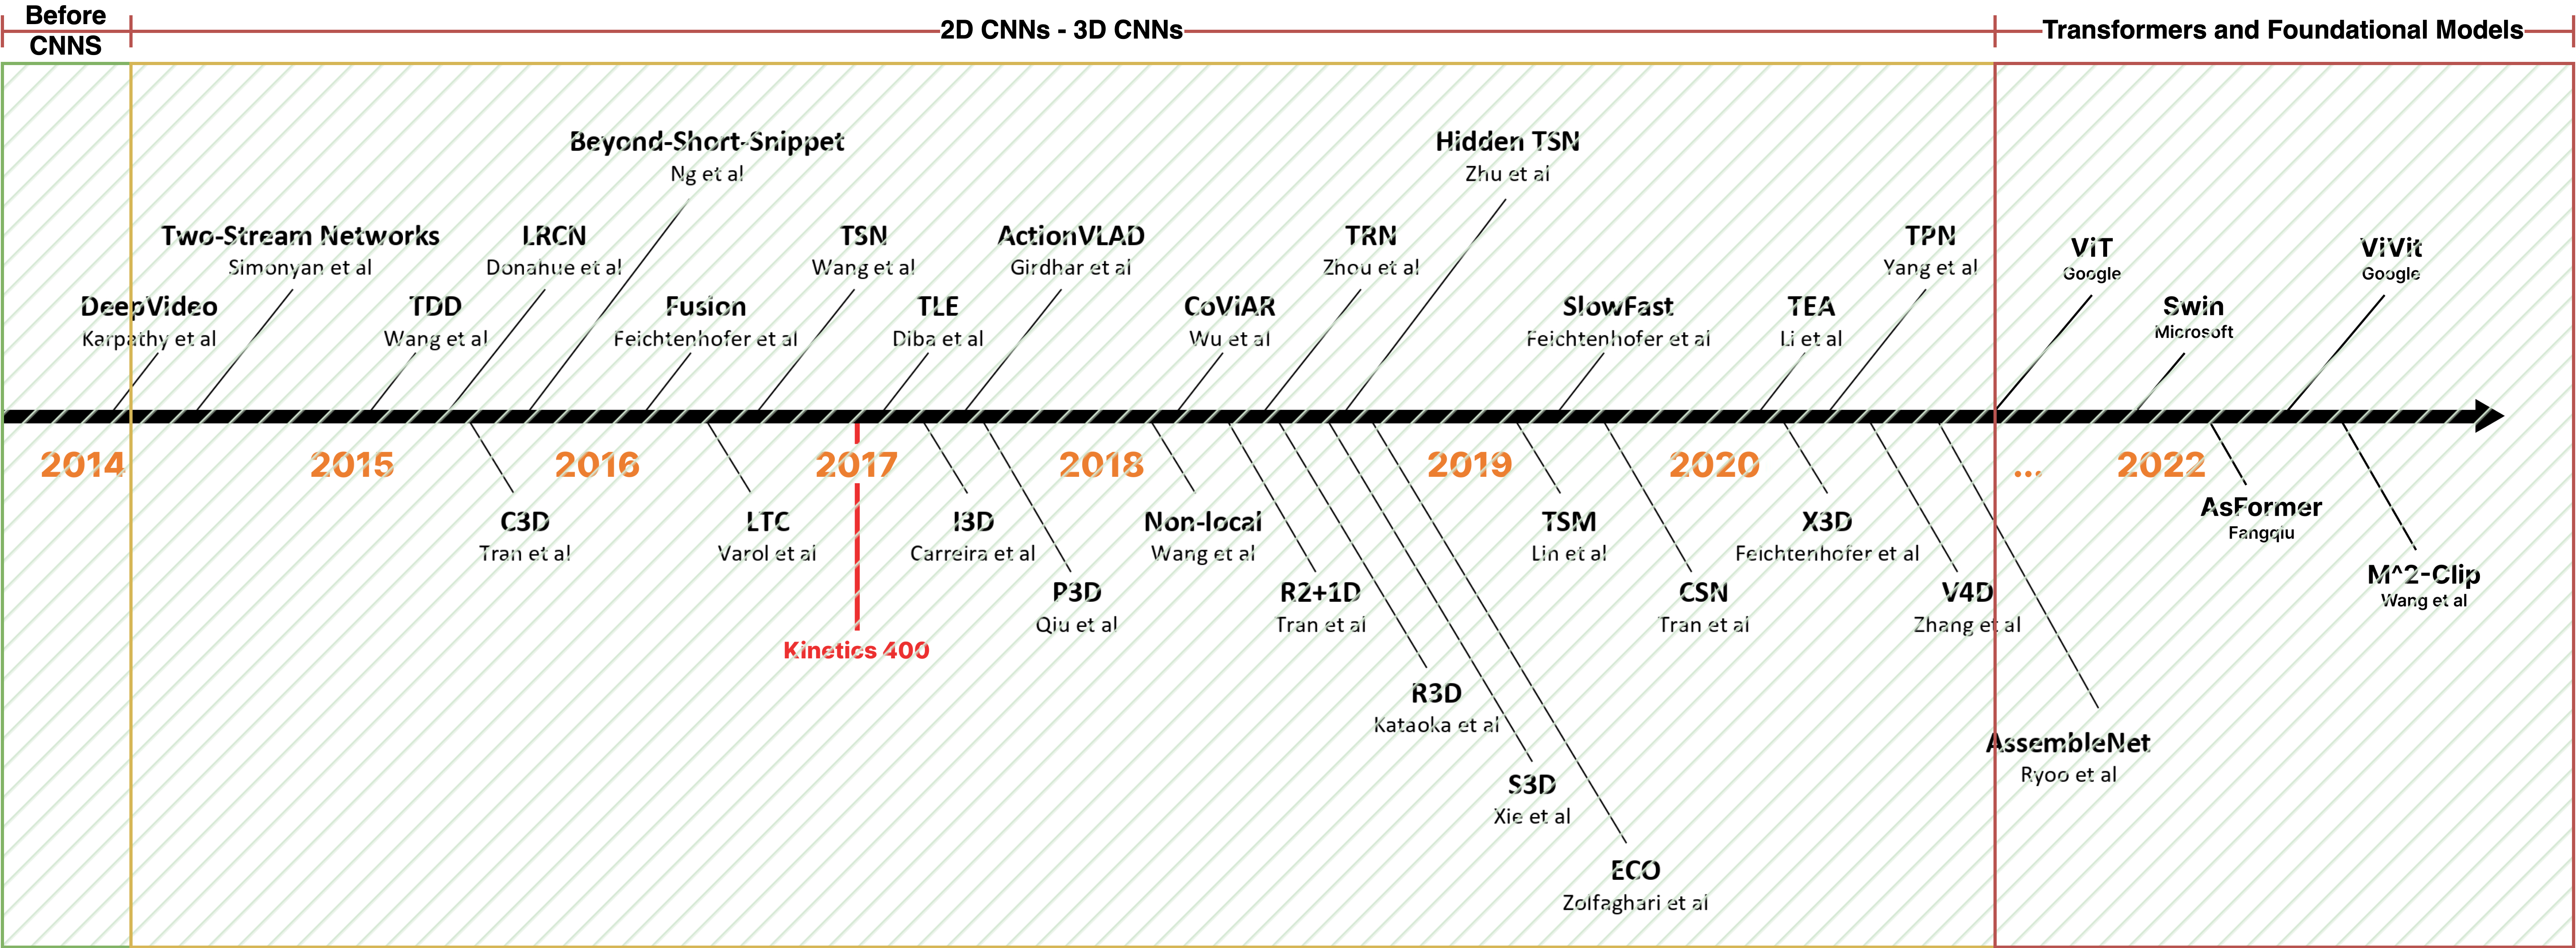 Before
CNNS
2D CNNs - 3D CNNs
Transformers and Foundational Models
Beyond-Short-Snippet
Ng et al
Hidden TSN
Zhu et al
Two-Stream Networks
Simonyan et al
LRCN
Donahue et al
TSN
Wang et al
ActionVLAD
Girdhar et al
TRN
Zhou et al
TPN
Yang et al
ViT
Google
ViVit
Google
DeepVideo
Karpathy et al
TDD
Wang et al
Fusion
Feichtenhofer et al
TLE
Diba et al
CoViAR
Wu et al
SlowFast
Feichtenhofer et al
TEA
Li et al
Swin
Microsoft
2014
2015
2016
2017
2018
2019
2020
...
2022
C3D
Tran et al
LTC
Varol et al
I3D
Carreira et al
Non-local
Wang et al
TSM
Lin et al
X3D
Feichtenhofer et al
AsFormer
Fangqiu
P3D
Qiu et al
R2+1D
Tran et al
CSN
Tran et al
V4D
Zhang et al
M^2-Clip
Wang et al
Kinetics 400
R3D
Kataoka et al
AssembleNet
Ryoo et al
S3D
Xie et al
ECO
Zolfaghari et al